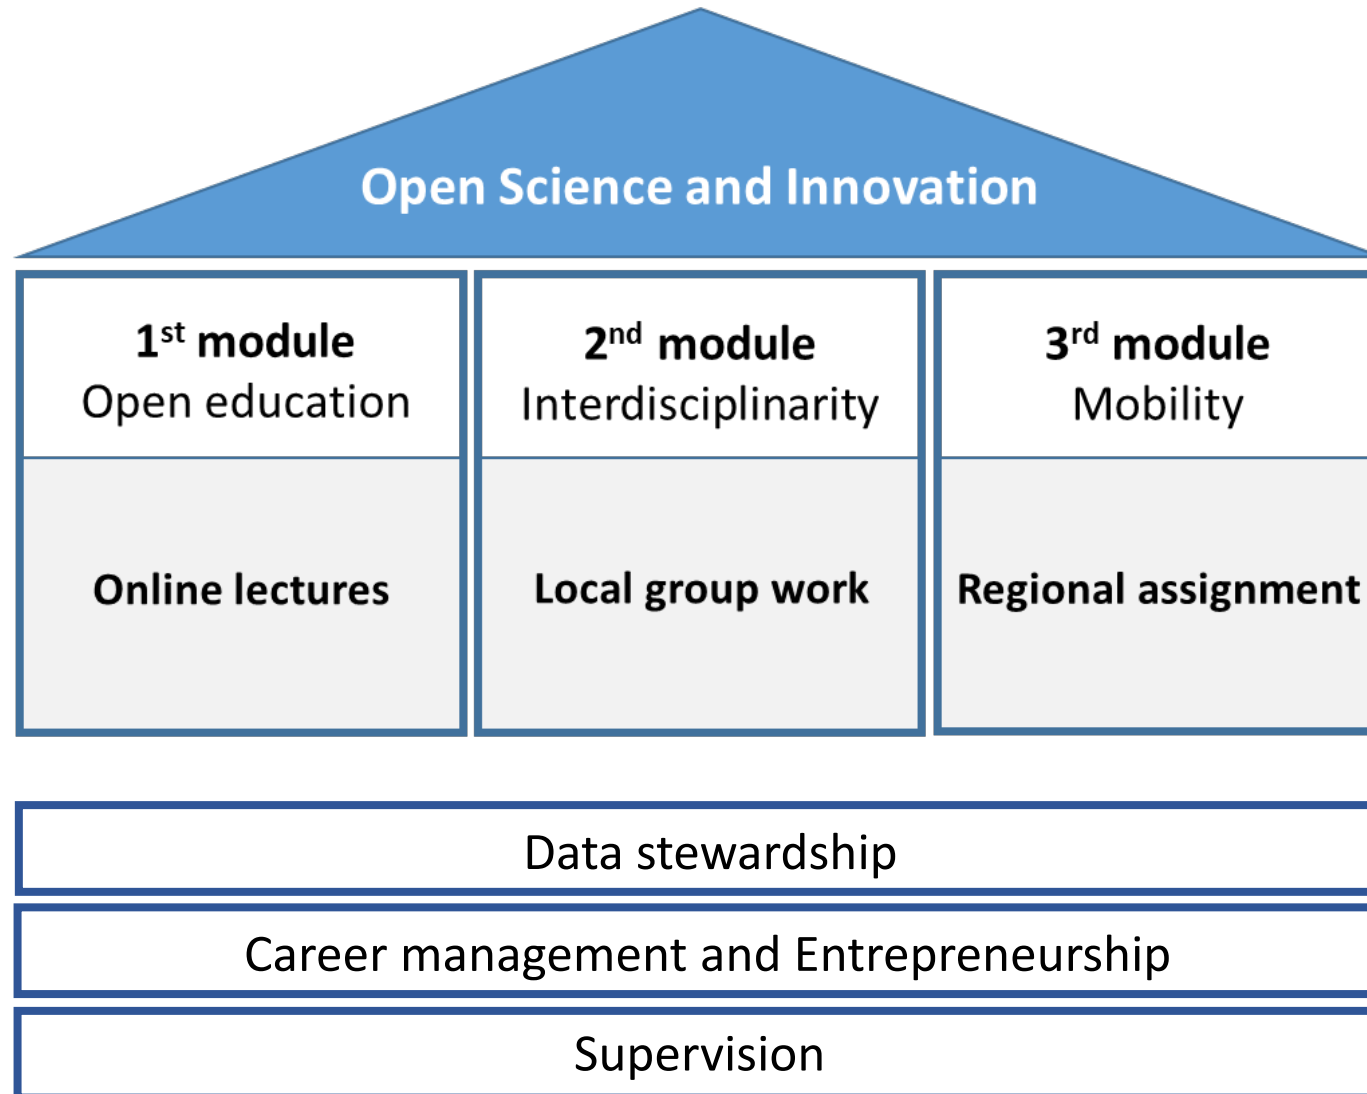 Open Science and Innovation
1st module
Open education
2nd module
Interdisciplinarity
3rd module
Mobility
Online lectures
Local group work
Regional assignment
Data stewardship
Career management and Entrepreneurship
Supervision